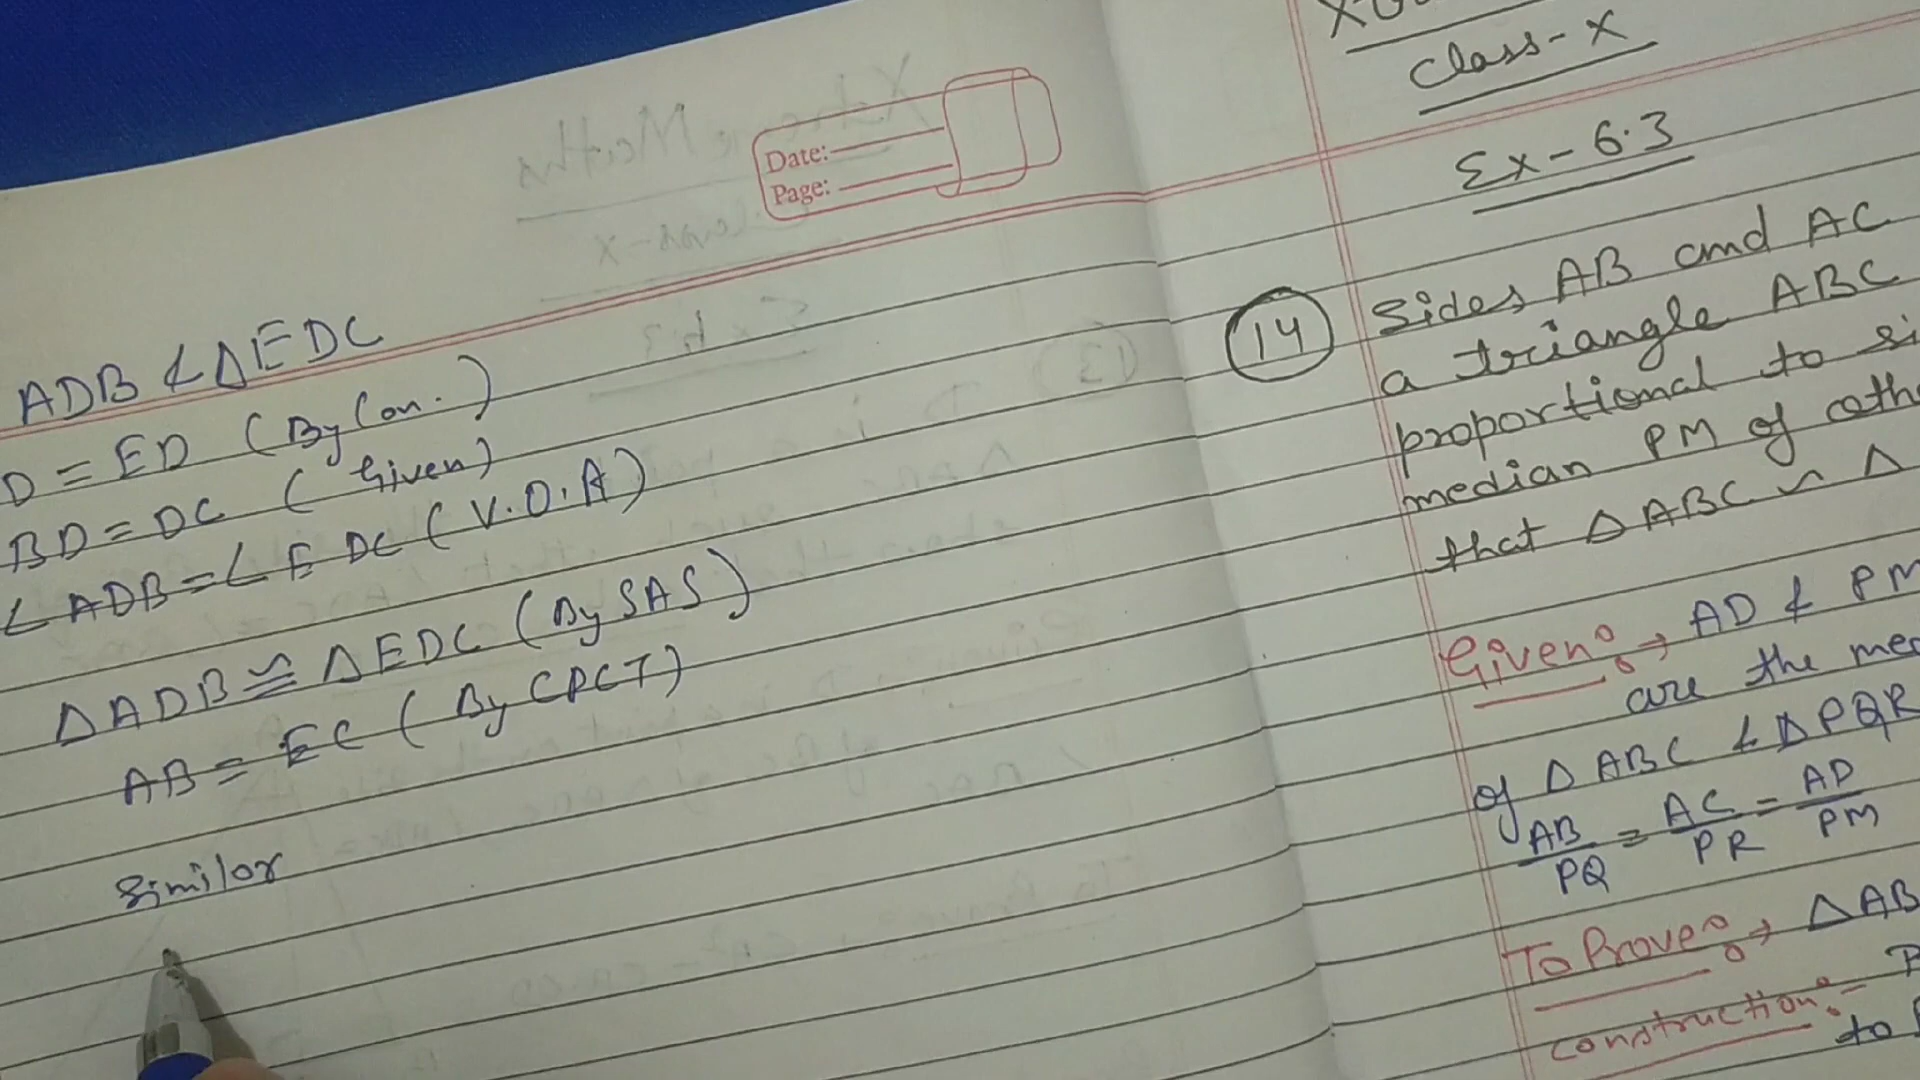 Date:
Page:
ADB & ΔEDC
D = ED (By Con.)
BD = DC (Given)
∠ADB = ∠EDC (V.O.A)
ΔADB ≅ ΔEDC (By SAS)
AB = EC (By CPCT)
Similar
Class - X
Ex - 6.3
14 Sides AB and AC
a triangle ABC
proportional to si
median PM of
that ΔABC ~ Δ
Given:→ AD & PM
are the med
of ΔABC & ΔPQR
AB/PQ = AC/PR = AD/PM
To Prove:→ ΔAB
Construction:-
to